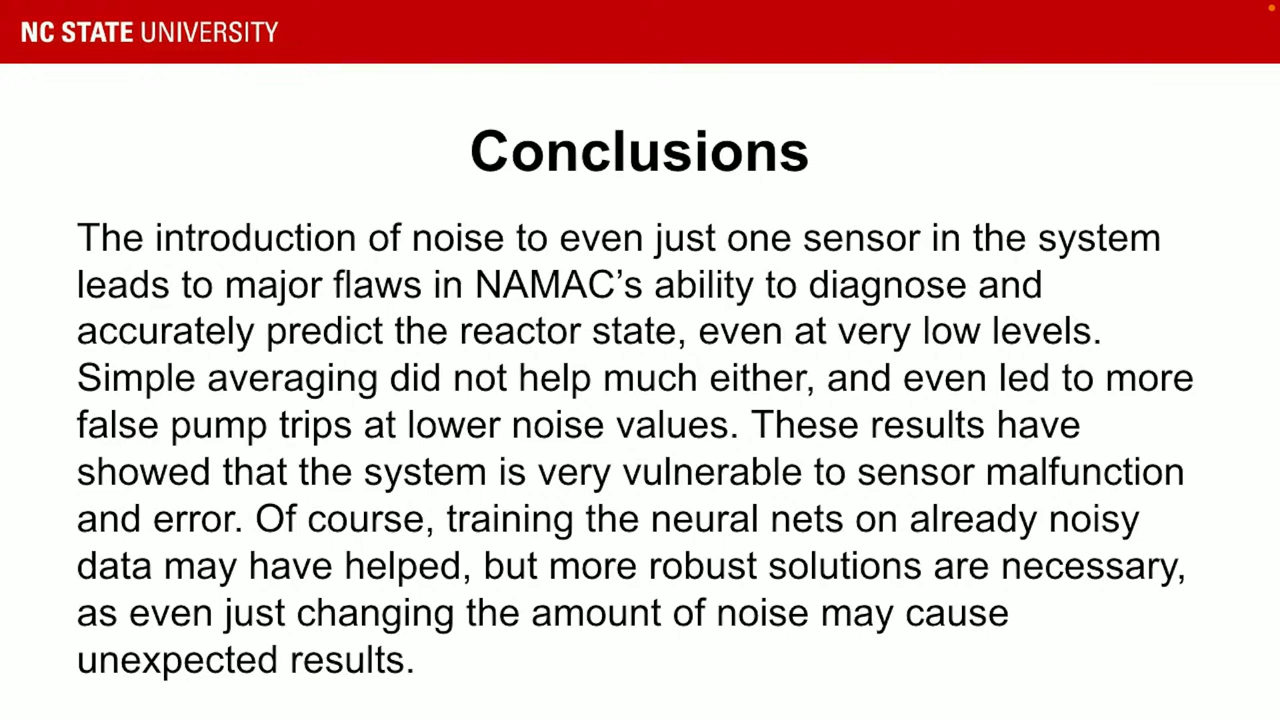 NC STATE UNIVERSITY
Conclusions
The introduction of noise to even just one sensor in the system
leads to major flaws in NAMAC’s ability to diagnose and
accurately predict the reactor state, even at very low levels.
Simple averaging did not help much either, and even led to more
false pump trips at lower noise values. These results have
showed that the system is very vulnerable to sensor malfunction
and error. Of course, training the neural nets on already noisy
data may have helped, but more robust solutions are necessary,
as even just changing the amount of noise may cause
unexpected results.